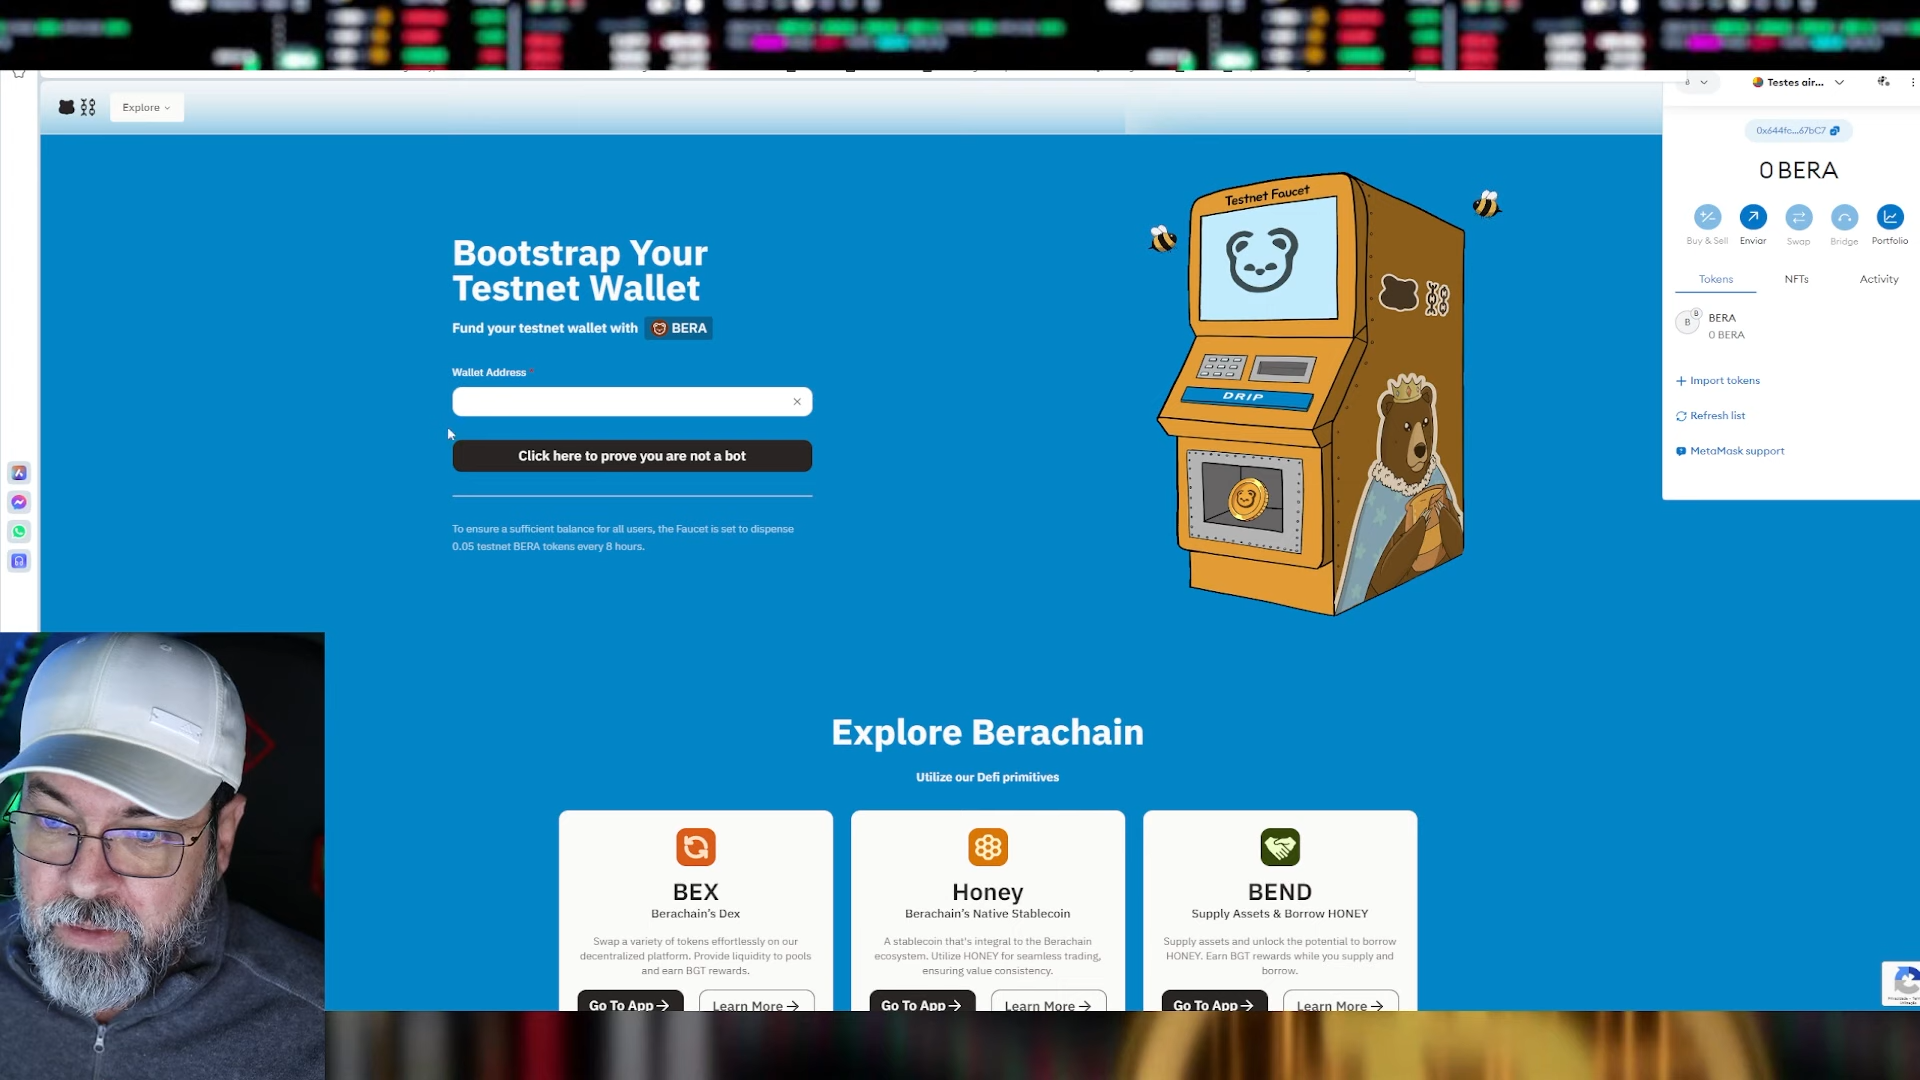 Explore
Testes air...
0x644fc...67bC7
0 BERA
Buy & Sell
Enviar
Swap
Bridge
Portfolio
Tokens
NFTs
Activity
B
B
BERA
0 BERA
Import tokens
Refresh list
MetaMask support
Testnet Faucet
DRIP
Bootstrap Your
Testnet Wallet
Fund your testnet wallet with BERA
Wallet Address *
Click here to prove you are not a bot
To ensure a sufficient balance for all users, the Faucet is set to dispense
0.05 testnet BERA tokens every 8 hours.
Explore Berachain
Utilize our Defi primitives
BEX
Berachain's Dex
Swap a variety of tokens effortlessly on our
decentralized platform. Provide liquidity to pools
and earn BGT rewards.
Go To App →
Learn More →
Honey
Berachain's Native Stablecoin
A stablecoin that's integral to the Berachain
ecosystem. Utilize HONEY for seamless trading,
ensuring value consistency.
Go To App →
Learn More →
BEND
Supply Assets & Borrow HONEY
Supply assets and unlock the potential to borrow
HONEY. Earn BGT rewards while you supply and
borrow.
Go To App →
Learn More →